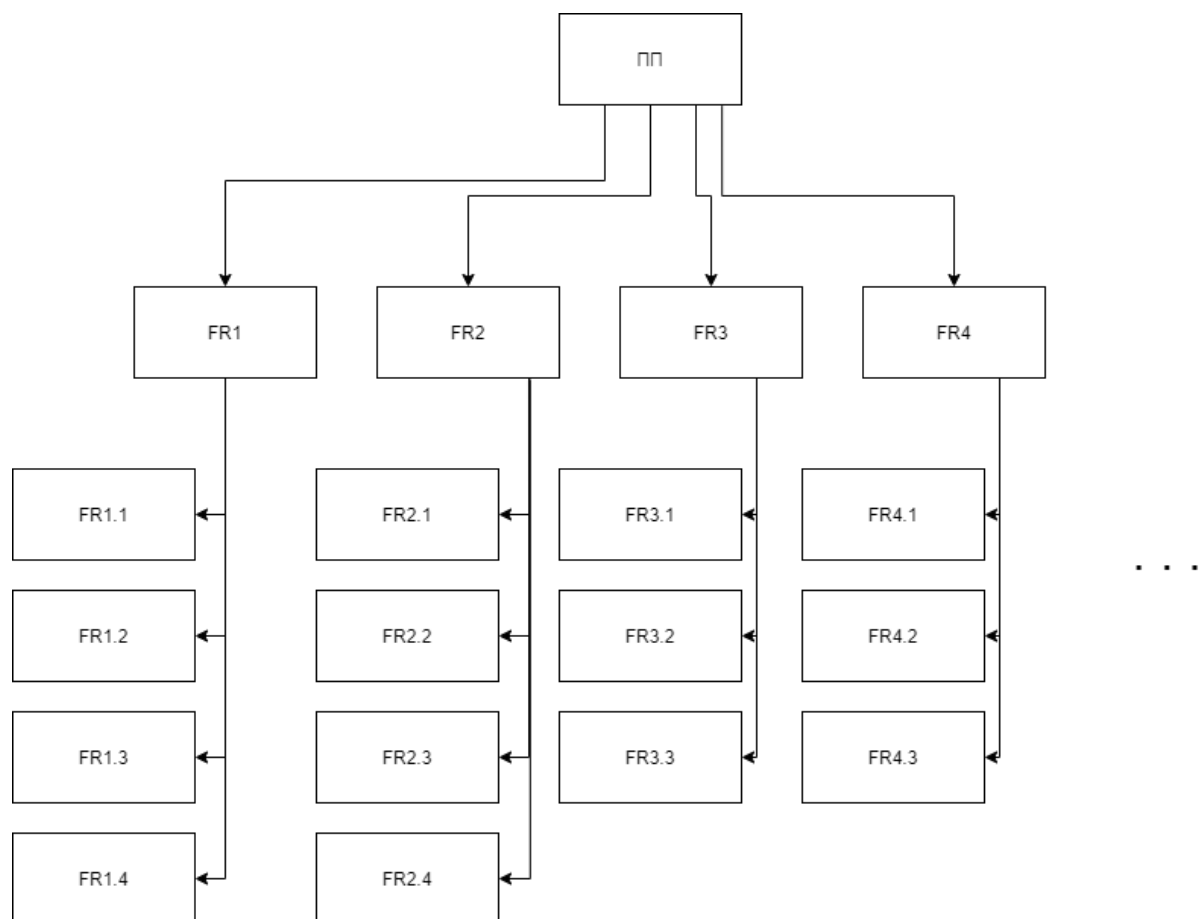 ПП
FR1 FR2 FR3 FR4
FR1.1 FR2.1 FR3.1 FR4.1
. . .
FR1.2 FR2.2 FR3.2 FR4.2
FR1.3 FR2.3 FR3.3 FR4.3
FR1.4 FR2.4